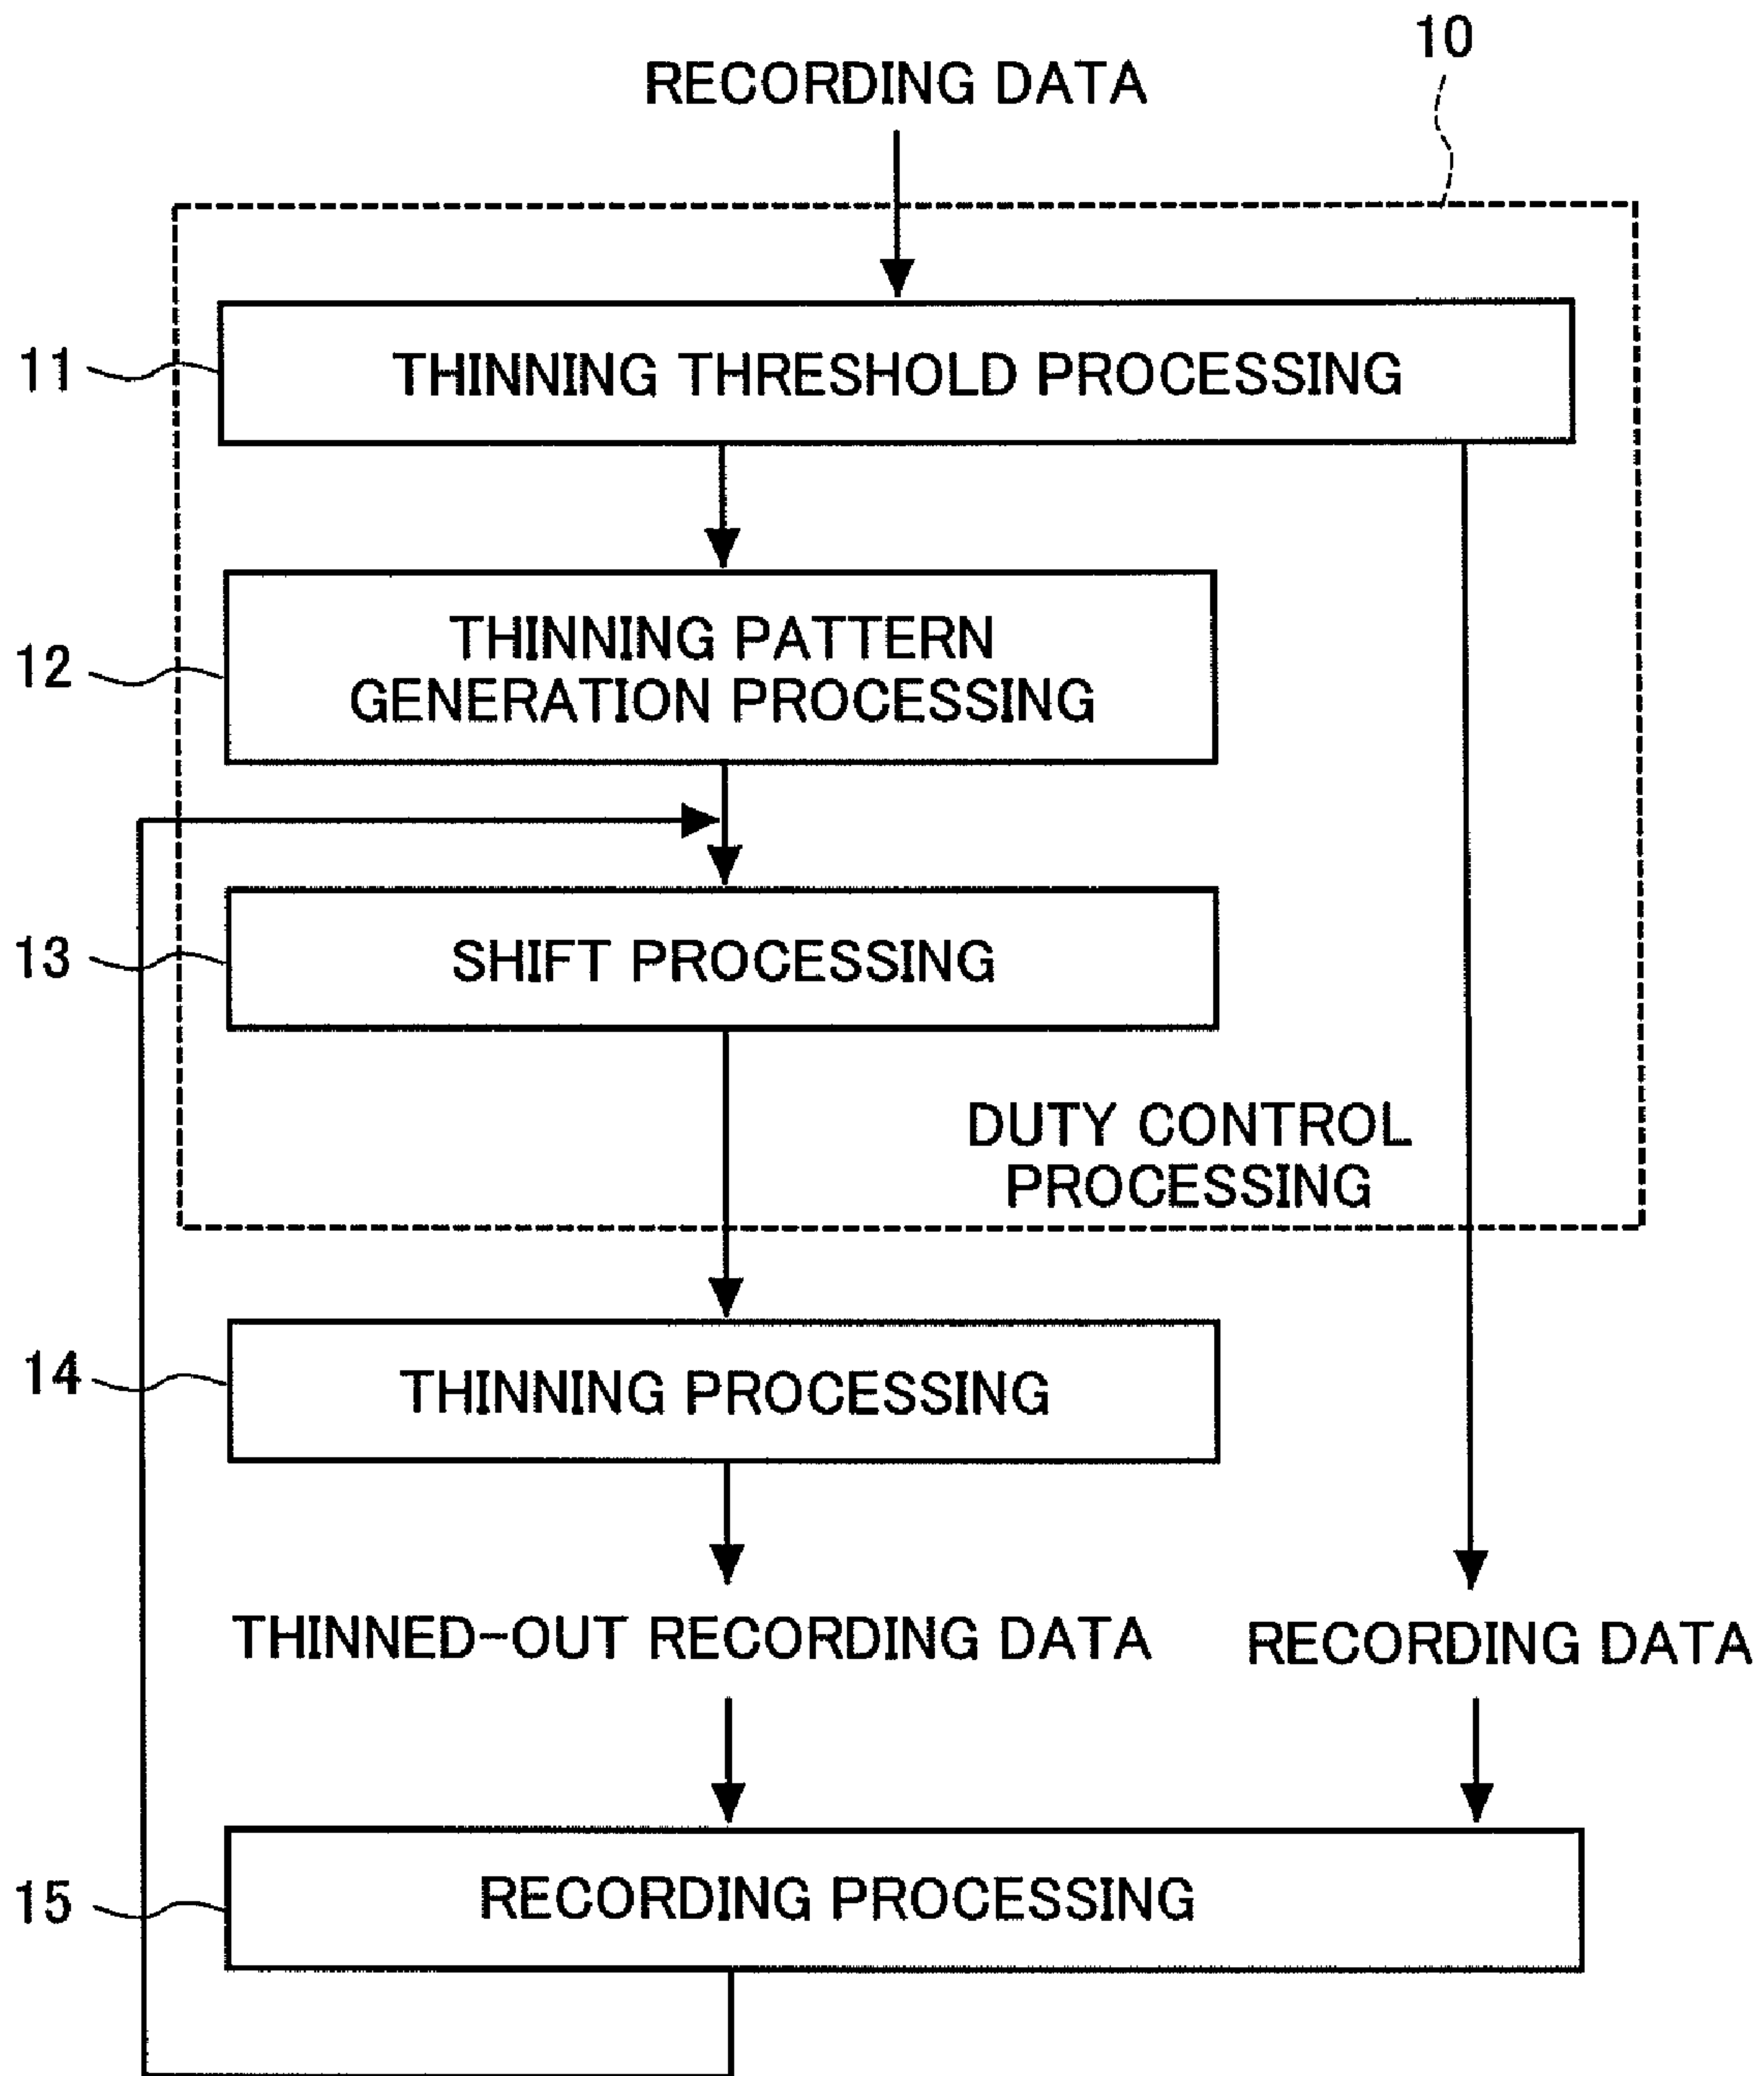 10
RECORDING DATA
11
THINNING THRESHOLD PROCESSING
12
THINNING PATTERN
GENERATION PROCESSING
13
SHIFT PROCESSING
DUTY CONTROL
PROCESSING
14
THINNING PROCESSING
THINNED-OUT RECORDING DATA
RECORDING DATA
15
RECORDING PROCESSING